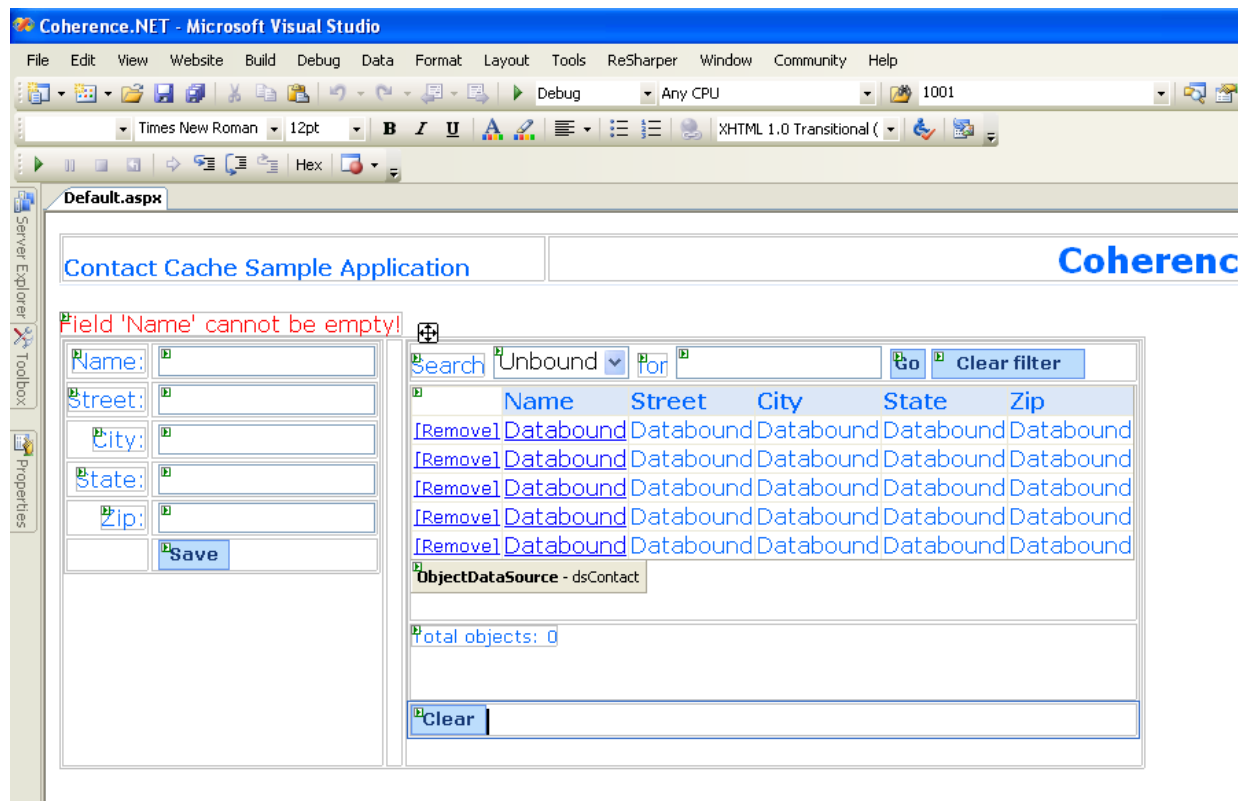 Coherence.NET - Microsoft Visual Studio
File Edit View Website Build Debug Data Format Layout Tools ReSharper Window Community Help
Debug Any CPU 1001
Times New Roman 12pt B I U A XHTML 1.0 Transitional (
Hex
Default.aspx
Server Explorer
Toolbox
Properties
Contact Cache Sample Application
Coherenc
Field 'Name' cannot be empty!
Name:
Street:
City:
State:
Zip:
Save
Search Unbound For Go Clear filter
Name Street City State Zip
[Remove] Databound Databound Databound Databound Databound
[Remove] Databound Databound Databound Databound Databound
[Remove] Databound Databound Databound Databound Databound
[Remove] Databound Databound Databound Databound Databound
[Remove] Databound Databound Databound Databound Databound
ObjectDataSource - dsContact
Total objects: 0
Clear